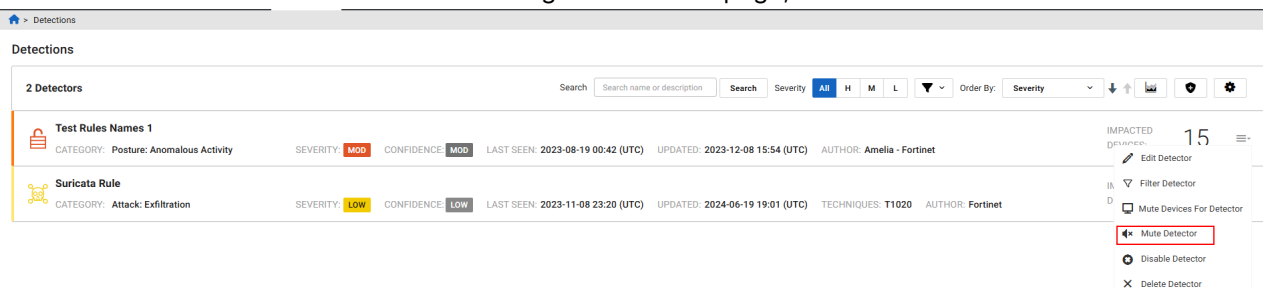 > Detections
Detections
2 Detectors
Search Search name or description Search Severity All H M L Order By: Severity
Test Rules Names 1
CATEGORY: Posture: Anomalous Activity SEVERITY: MOD CONFIDENCE: MOD LAST SEEN: 2023-08-19 00:42 (UTC) UPDATED: 2023-12-08 15:54 (UTC) AUTHOR: Amelia - Fortinet
IMPACTED
DEVICES:
15
Suricata Rule
CATEGORY: Attack: Exfiltration SEVERITY: LOW CONFIDENCE: LOW LAST SEEN: 2023-11-08 23:20 (UTC) UPDATED: 2024-06-19 19:01 (UTC) TECHNIQUES: T1020 AUTHOR: Fortinet
Edit Detector
Filter Detector
Mute Devices For Detector
Mute Detector
Disable Detector
Delete Detector